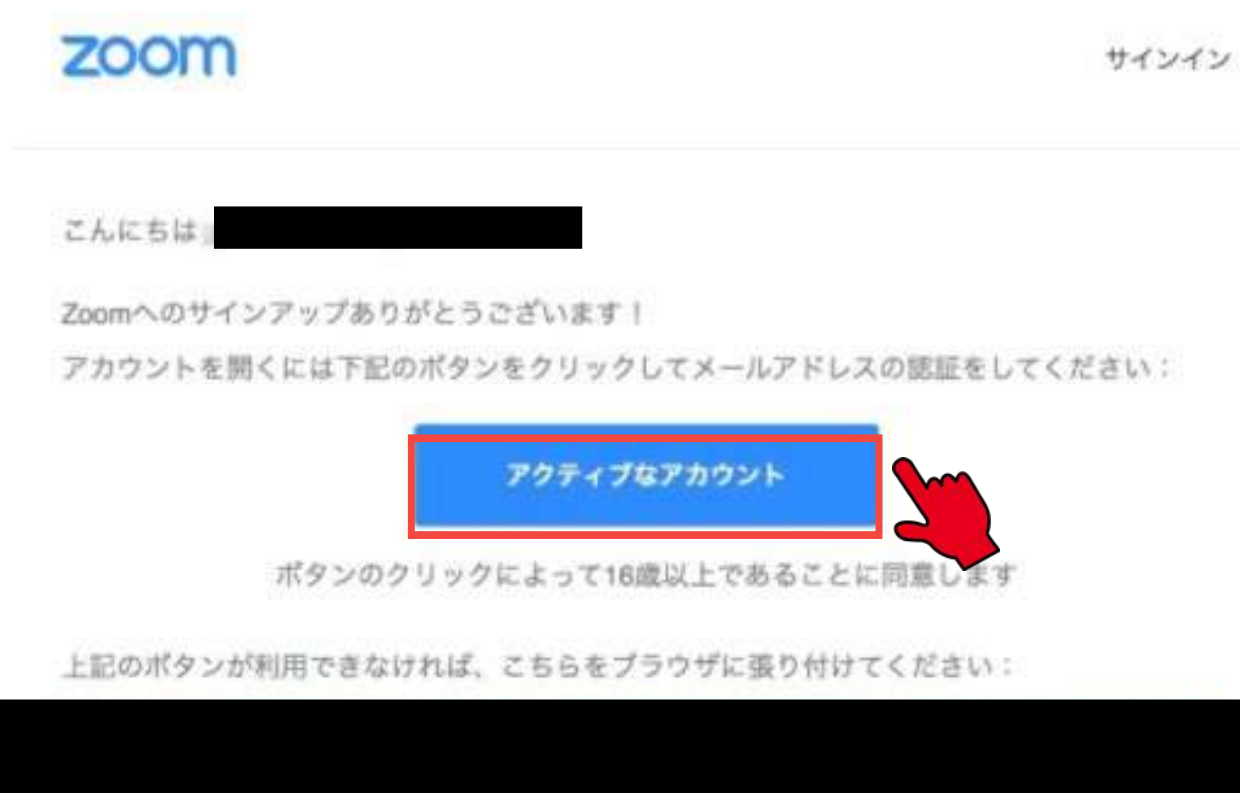 zoom
サインイン
こんにちは
Zoomへのサインアップありがとうございます！
アカウントを開くには下記のボタンをクリックしてメールアドレスの認証をしてください：
アクティブなアカウント
ボタンのクリックによって16歳以上であることに同意します
上記のボタンが利用できなければ、こちらをブラウザに張り付けてください：